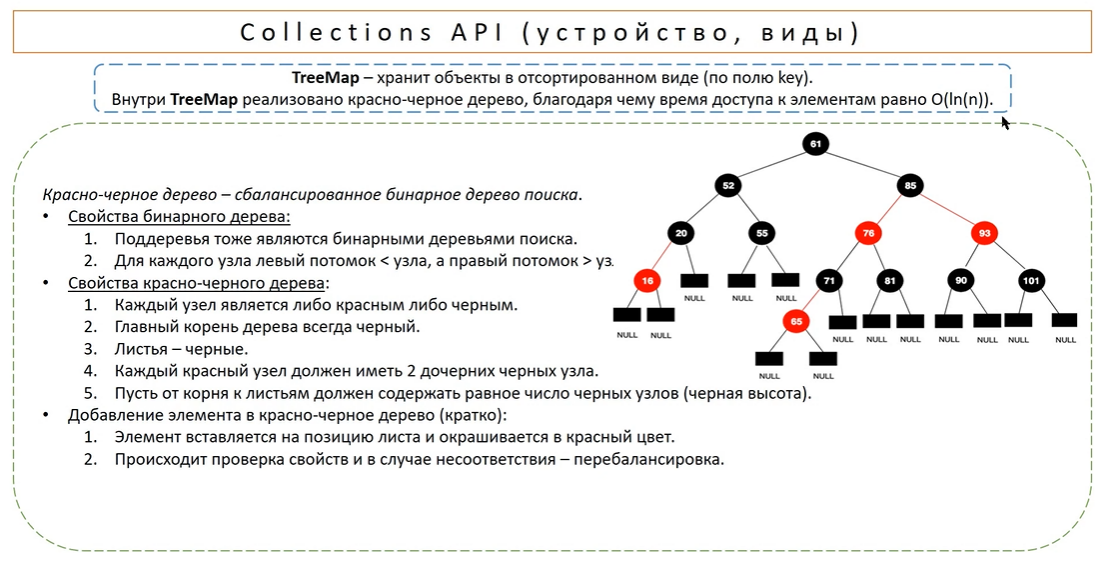 Collections API (устройство, виды)
TreeMap – хранит объекты в отсортированном виде (по полю key).
Внутри TreeMap реализовано красно-черное дерево, благодаря чему время доступа к элементам равно O(ln(n)).
Красно-черное дерево – сбалансированное бинарное дерево поиска.
• Свойства бинарного дерева:
1. Поддеревья тоже являются бинарными деревьями поиска.
2. Для каждого узла левый потомок < узла, а правый потомок > уз
• Свойства красно-черного дерева:
1. Каждый узел является либо красным либо черным.
2. Главный корень дерева всегда черный.
3. Листья – черные.
4. Каждый красный узел должен иметь 2 дочерних черных узла.
5. Пусть от корня к листьям должен содержать равное число черных узлов (черная высота).
• Добавление элемента в красно-черное дерево (кратко):
1. Элемент вставляется на позицию листа и окрашивается в красный цвет.
2. Происходит проверка свойств и в случае несоответствия – перебалансировка.
61
52 85
20 55 76 93
16 71 81 90 101
NULL NULL NULL
65
NULL NULL NULL NULL NULL NULL NULL NULL NULL
NULL NULL